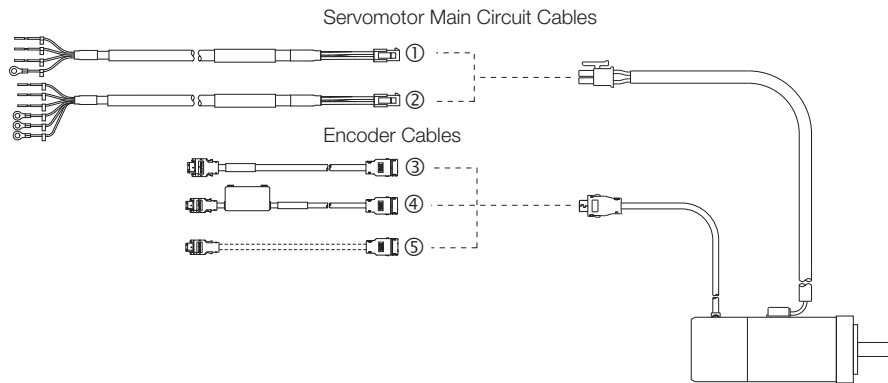 Servomotor Main Circuit Cables
①
②
Encoder Cables
③
④
⑤